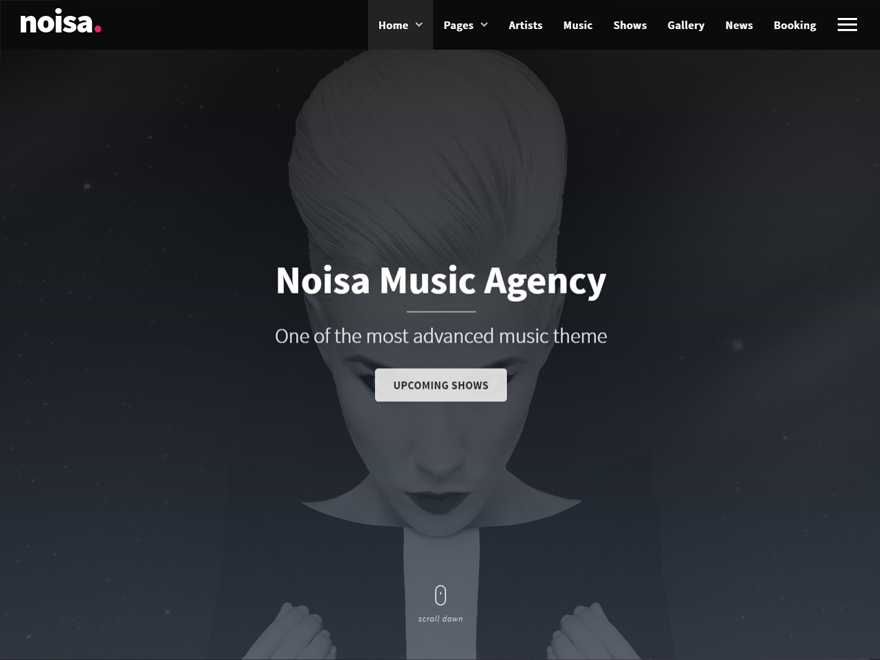 noisa.
Home Pages Artists Music Shows Gallery News Booking
Noisa Music Agency
One of the most advanced music theme
UPCOMING SHOWS
scroll down